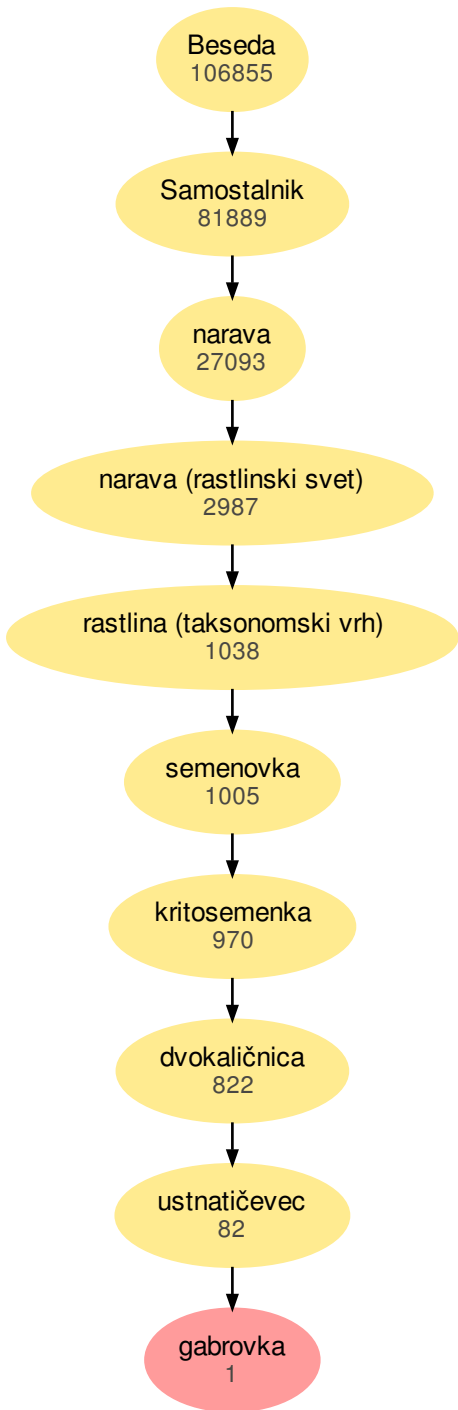 Beseda
106855
Samostalnik
81889
narava
27093
narava (rastlinski svet)
2987
rastlina (taksonomski vrh)
1038
semenovka
1005
kritosemenka
970
dvokaličnica
822
ustnatičevec
82
gabrovka
1